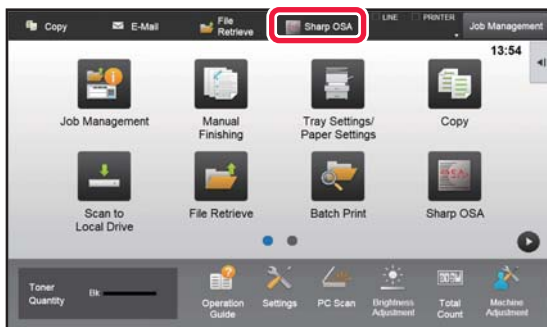 Copy
E-Mail
File
Retrieve
Sharp OSA
LINE
PRINTER
Job Management
13:54
Job Management
Manual
Finishing
Tray Settings/
Paper Settings
Copy
Scan to
Local Drive
File Retrieve
Batch Print
Sharp OSA
Toner
Quantity
Bk
Operation
Guide
Settings
PC Scan
Brightness
Adjustment
Total
Count
Machine
Adjustment